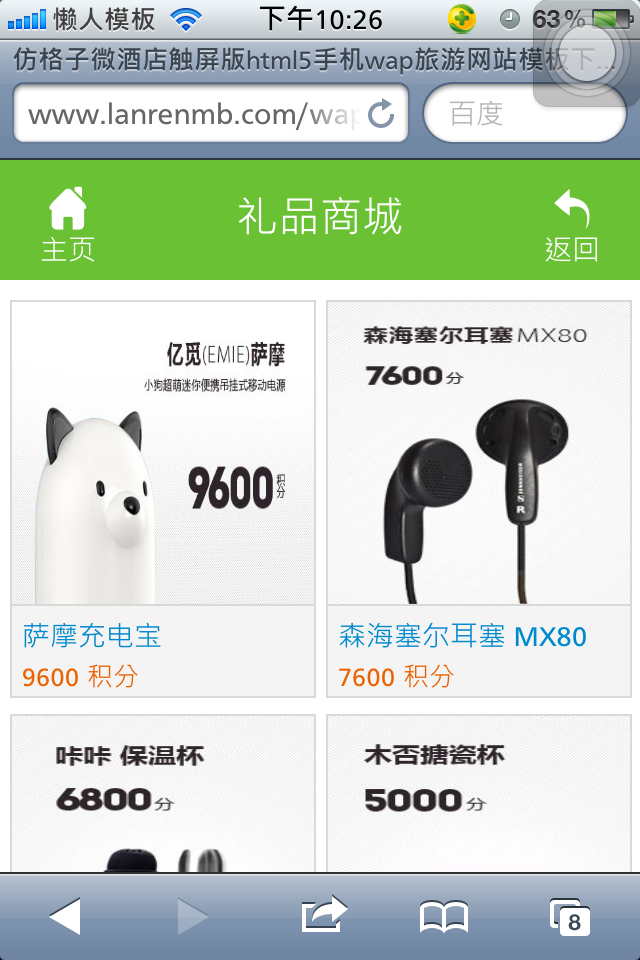 懒人模板 下午10:26 63%
仿格子微酒店触屏版html5手机wap旅游网站模板下...
www.lanrenmb.com/wap 百度
主页 礼品商城 返回
亿觅(EMIE)萨摩
小狗超萌迷你便携吊挂式移动电源
9600积分
萨摩充电宝
9600 积分
森海塞尔耳塞MX80
7600分
SENNHEISER
R
森海塞尔耳塞 MX80
7600 积分
咔咔 保温杯
6800分
木否搪瓷杯
5000分
8